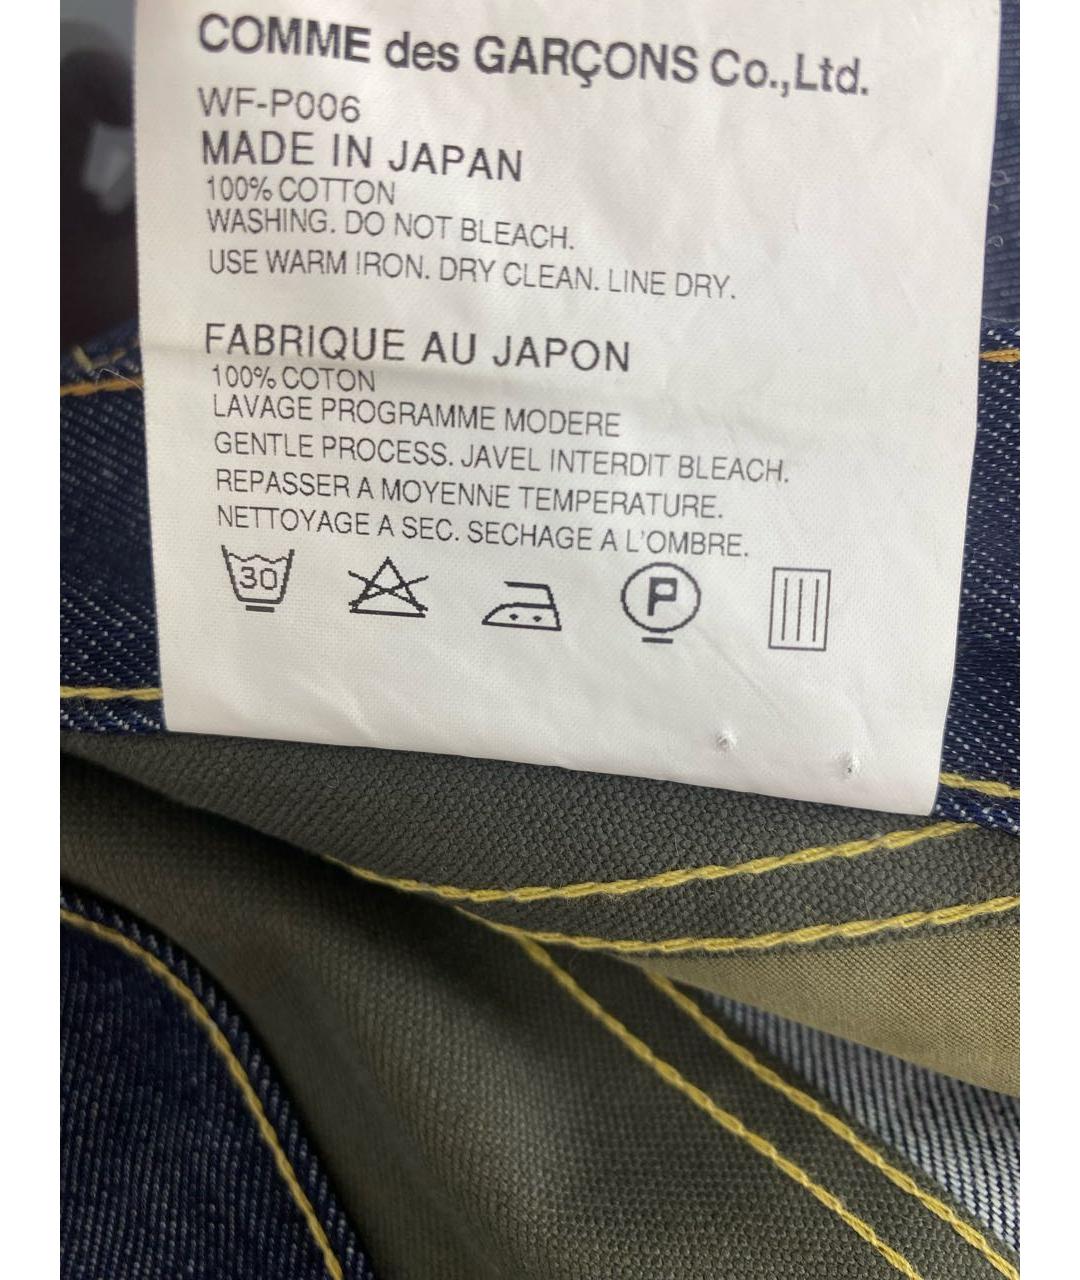 COMME des GARÇONS Co.,Ltd.
WF-P006
MADE IN JAPAN
100% COTTON
WASHING. DO NOT BLEACH.
USE WARM IRON. DRY CLEAN. LINE DRY.
FABRIQUE AU JAPON
100% COTON
LAVAGE PROGRAMME MODERE
GENTLE PROCESS. JAVEL INTERDIT BLEACH.
REPASSER A MOYENNE TEMPERATURE.
NETTOYAGE A SEC. SECHAGE A L'OMBRE.
30 P